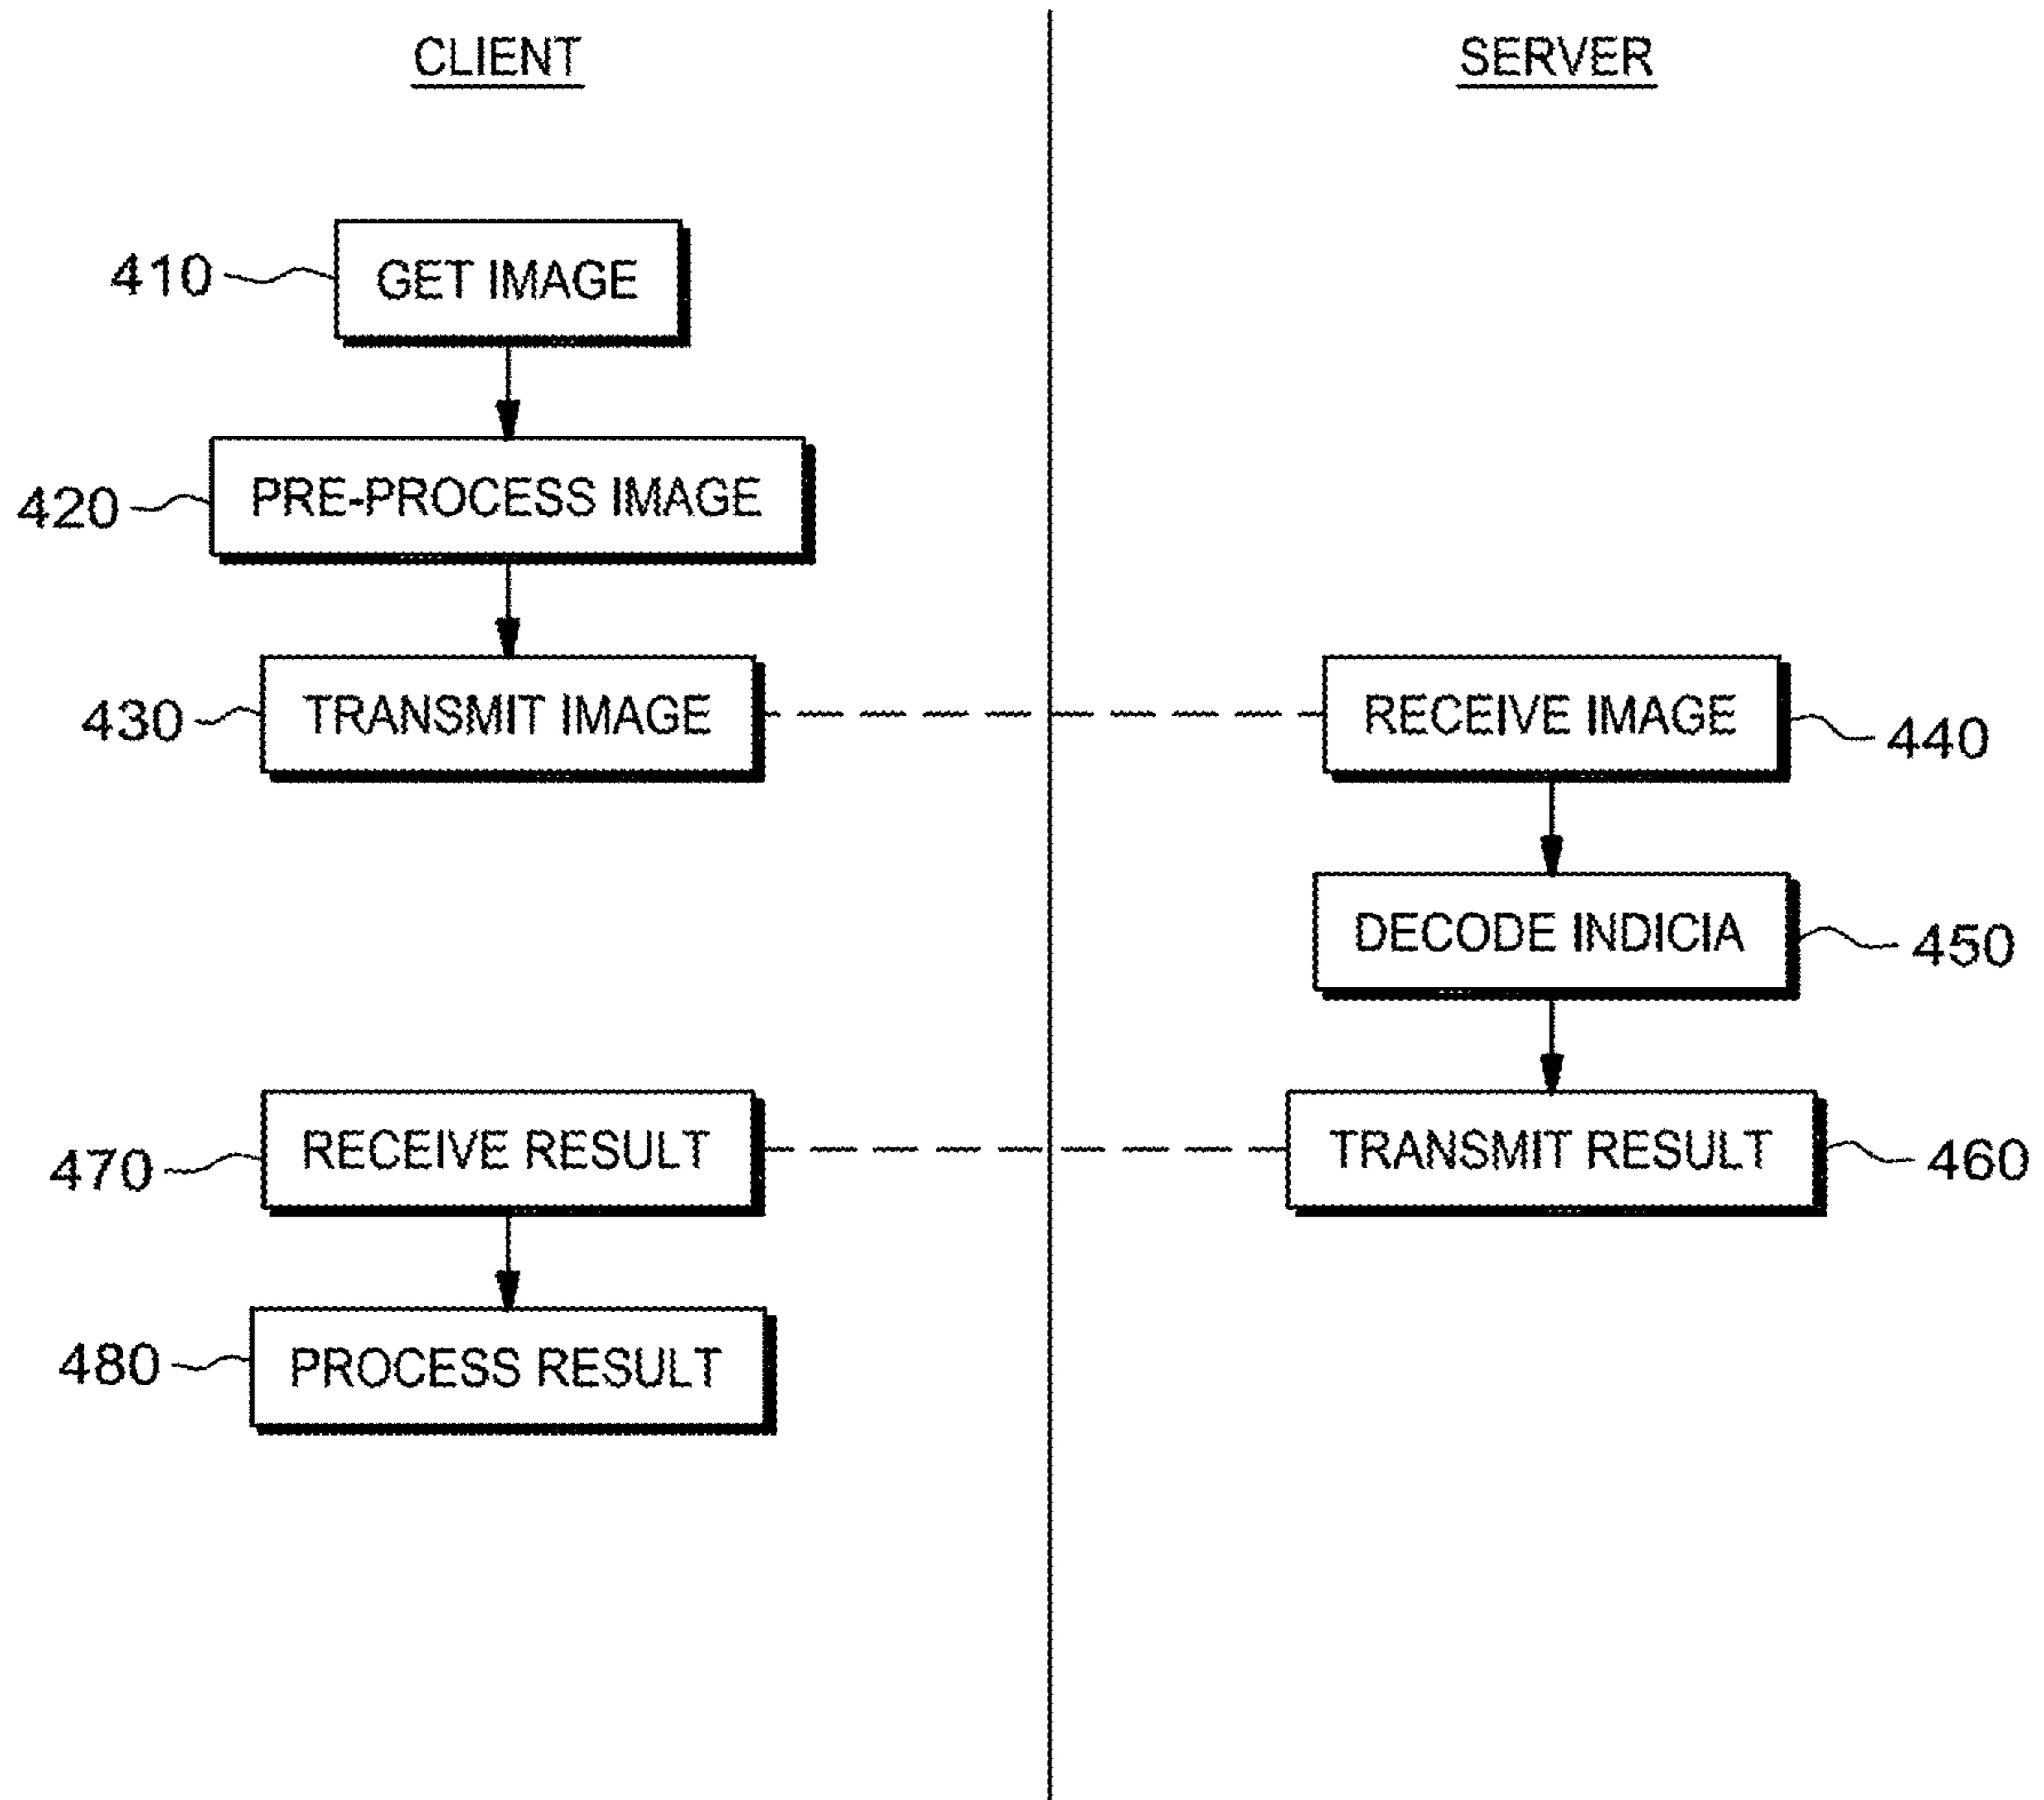 CLIENT
SERVER
410
GET IMAGE
420
PRE-PROCESS IMAGE
430
TRANSMIT IMAGE
RECEIVE IMAGE
440
DECODE INDICIA
450
470
RECEIVE RESULT
TRANSMIT RESULT
460
480
PROCESS RESULT